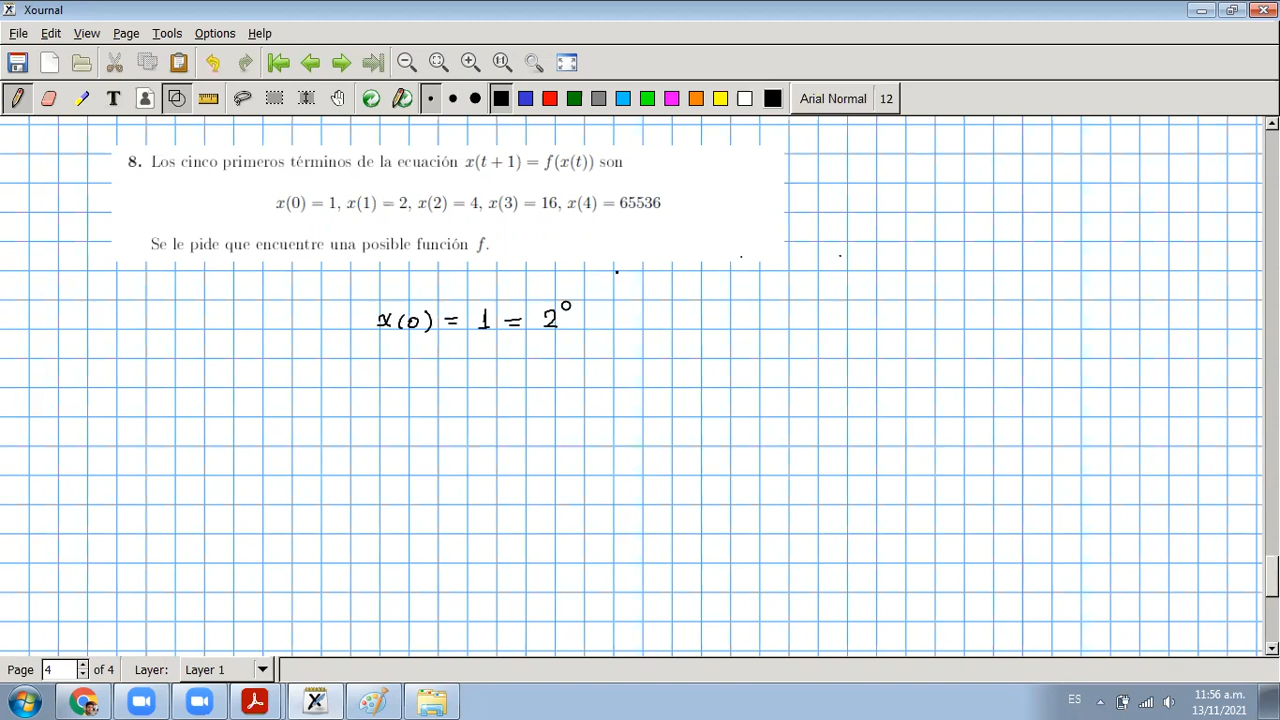 Xournal
File Edit View Page Tools Options Help
Arial Normal 12
8. Los cinco primeros términos de la ecuación x(t + 1) = f(x(t)) son
x(0) = 1, x(1) = 2, x(2) = 4, x(3) = 16, x(4) = 65536
Se le pide que encuentre una posible función f.
x(0) = 1 = 2⁰
Page 4 of 4 Layer: Layer 1
ES
11:56 a.m.
13/11/2021